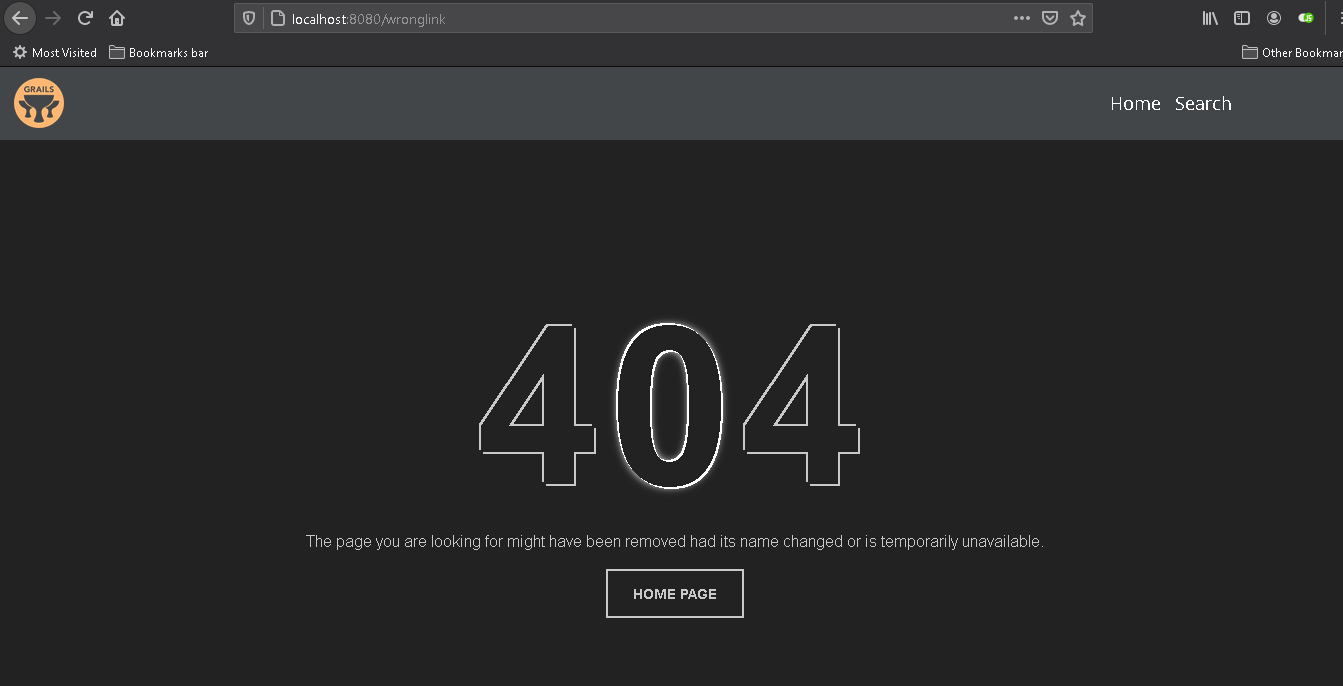 localhost:8080/wronglink
Most Visited Bookmarks bar Other Bookmar
GRAILS
Home Search
404
The page you are looking for might have been removed had its name changed or is temporarily unavailable.
HOME PAGE